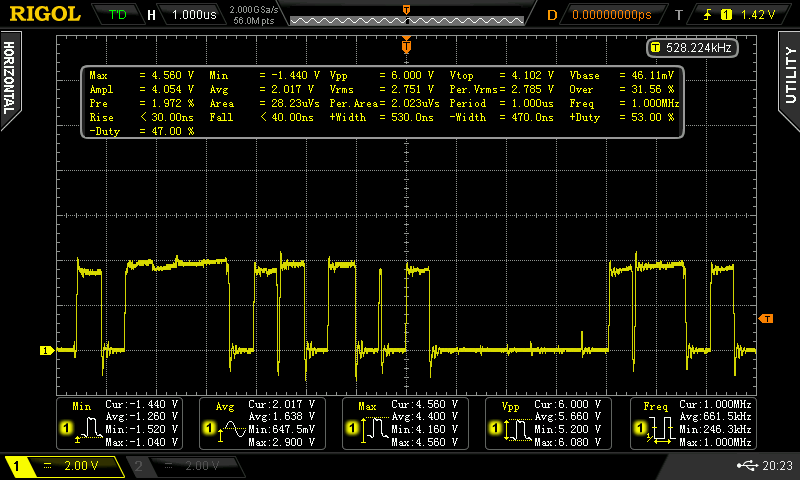 RIGOL T'D H 1.000us 2.000GSa/s 56.0M pts D 0.00000000ps T 1 1.42 V
T 528.224kHz
HORIZONTAL
UTILITY
Max = 4.560 V Min = -1.440 V Vpp = 6.000 V Vtop = 4.102 V Vbase = 46.11mV
Ampl = 4.054 V Avg = 2.017 V Vrms = 2.751 V Per.Vrms= 2.785 V Over = 31.56 %
Pre = 1.972 % Area = 28.23uVs Per.Area= 2.023uVs Period = 1.000us Freq = 1.000MHz
Rise < 30.00ns Fall < 40.00ns +Width = 530.0ns -Width = 470.0ns +Duty = 53.00 %
-Duty = 47.00 %
T
T
1
Min Cur:-1.440 V
Avg:-1.260 V
1 Min:-1.520 V
Max:-1.040 V
Avg Cur:2.017 V
Avg:1.638 V
1 Min:647.5mV
Max:2.900 V
Max Cur:4.560 V
Avg:4.400 V
1 Min:4.160 V
Max:4.560 V
Vpp Cur:6.000 V
Avg:5.660 V
1 Min:5.200 V
Max:6.080 V
Freq Cur:1.000MHz
Avg:661.5kHz
1 Min:246.3kHz
Max:1.000MHz
1 = 2.00 V 2 = 2.00 V 20:23